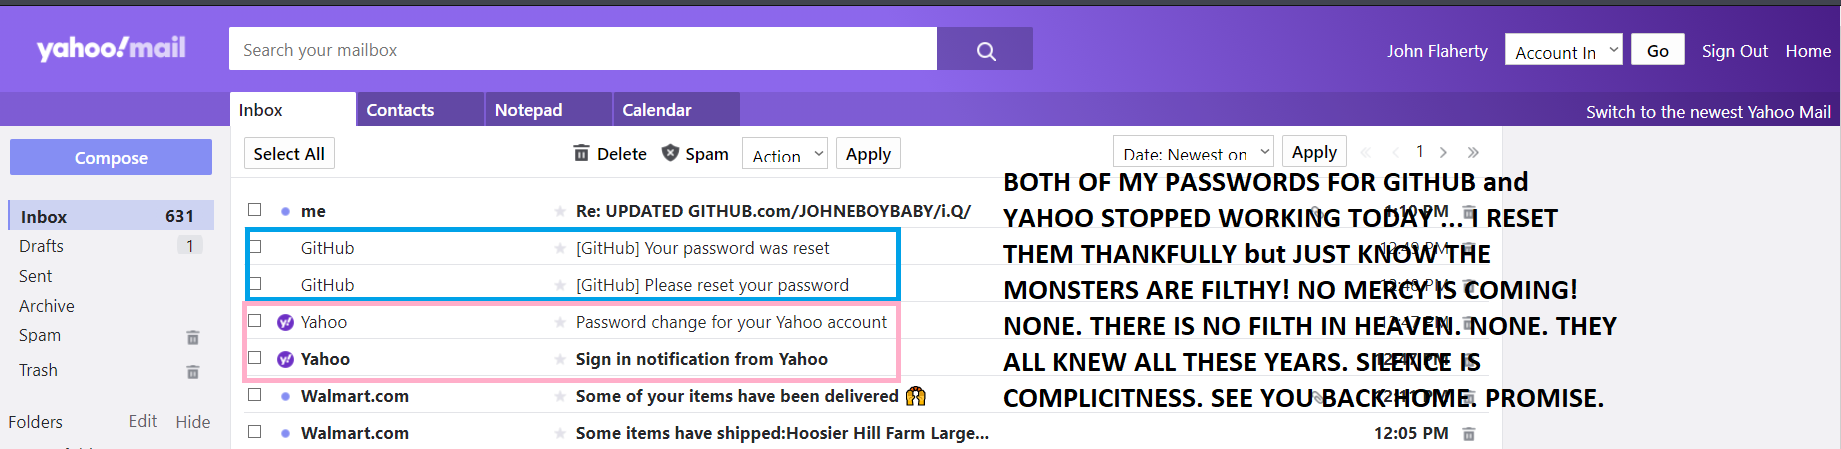 yahoo!mail
Search your mailbox
John Flaherty
Account In
Go
Sign Out
Home
Inbox
Contacts
Notepad
Calendar
Switch to the newest Yahoo Mail
Compose
Select All
Delete
Spam
Action
Apply
Date: Newest on
Apply
1
Inbox 631
Drafts 1
Sent
Archive
Spam
Trash
Folders Edit Hide
me Re: UPDATED GITHUB.com/JOHNEBOYBABY/i.Q/ 1:10 PM
GitHub [GitHub] Your password was reset 12:49 PM
GitHub [GitHub] Please reset your password 12:48 PM
Yahoo Password change for your Yahoo account 12:47 PM
Yahoo Sign in notification from Yahoo 12:47 PM
Walmart.com Some of your items have been delivered 12:11 PM
Walmart.com Some items have shipped:Hoosier Hill Farm Large... 12:05 PM
BOTH OF MY PASSWORDS FOR GITHUB and
YAHOO STOPPED WORKING TODAY ... I RESET
THEM THANKFULLY but JUST KNOW THE
MONSTERS ARE FILTHY! NO MERCY IS COMING!
NONE. THERE IS NO FILTH IN HEAVEN. NONE. THEY
ALL KNEW ALL THESE YEARS. SILENCE IS
COMPLICITNESS. SEE YOU BACK HOME. PROMISE.